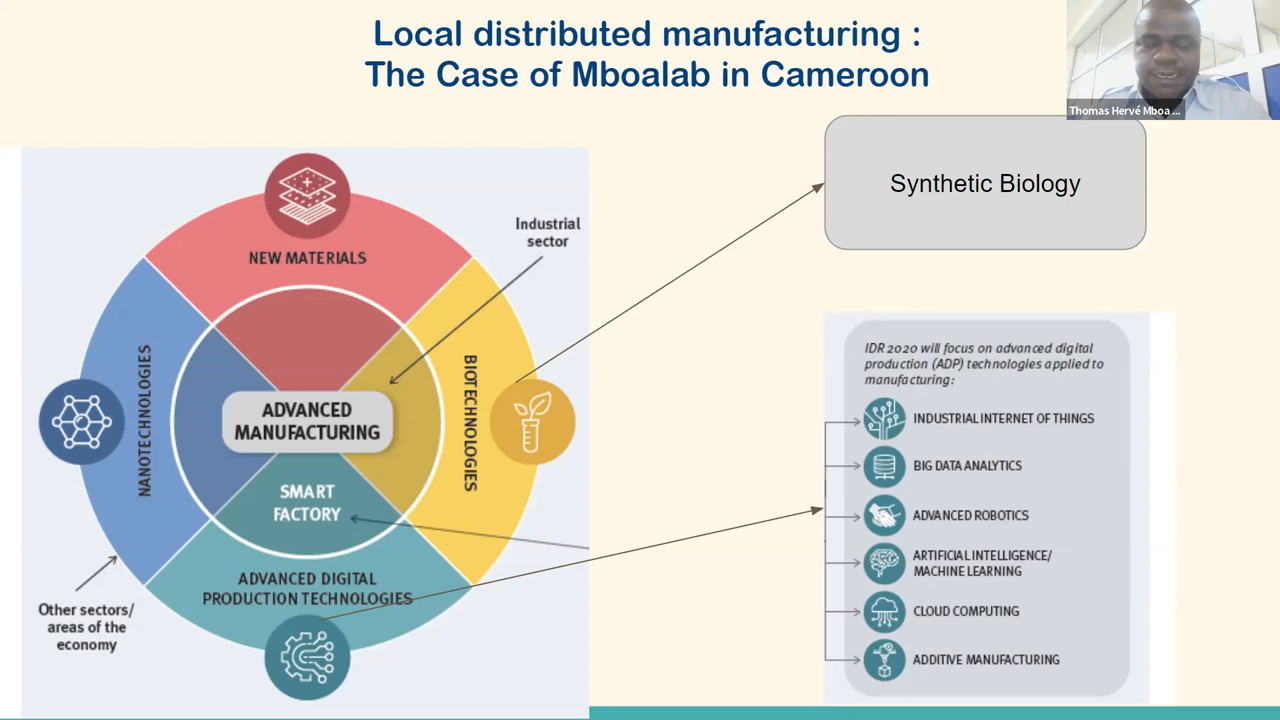 Local distributed manufacturing :
The Case of Mboalab in Cameroon
Thomas Hervé Mboa ...
Synthetic Biology
Industrial
sector
NEW MATERIALS
NANOTECHNOLOGIES
BIOTECHNOLOGIES
ADVANCED
MANUFACTURING
SMART
FACTORY
ADVANCED DIGITAL
PRODUCTION TECHNOLOGIES
Other sectors/
areas of the
economy
IDR 2020 will focus on advanced digital
production (ADP) technologies applied to
manufacturing:
INDUSTRIAL INTERNET OF THINGS
BIG DATA ANALYTICS
ADVANCED ROBOTICS
ARTIFICIAL INTELLIGENCE/
MACHINE LEARNING
CLOUD COMPUTING
ADDITIVE MANUFACTURING